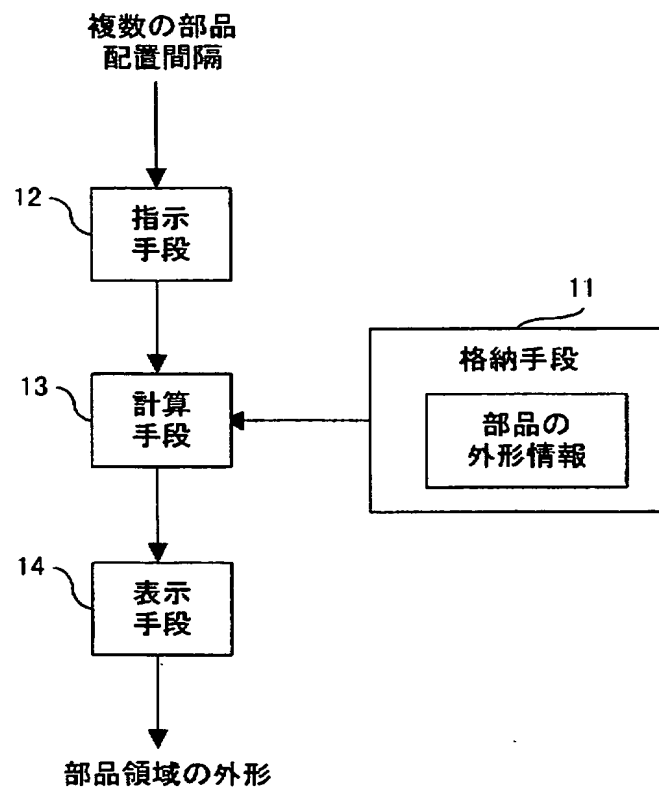 複数の部品
配置間隔
12
指示
手段
11
格納手段
13
計算
手段
部品の
外形情報
14
表示
手段
部品領域の外形